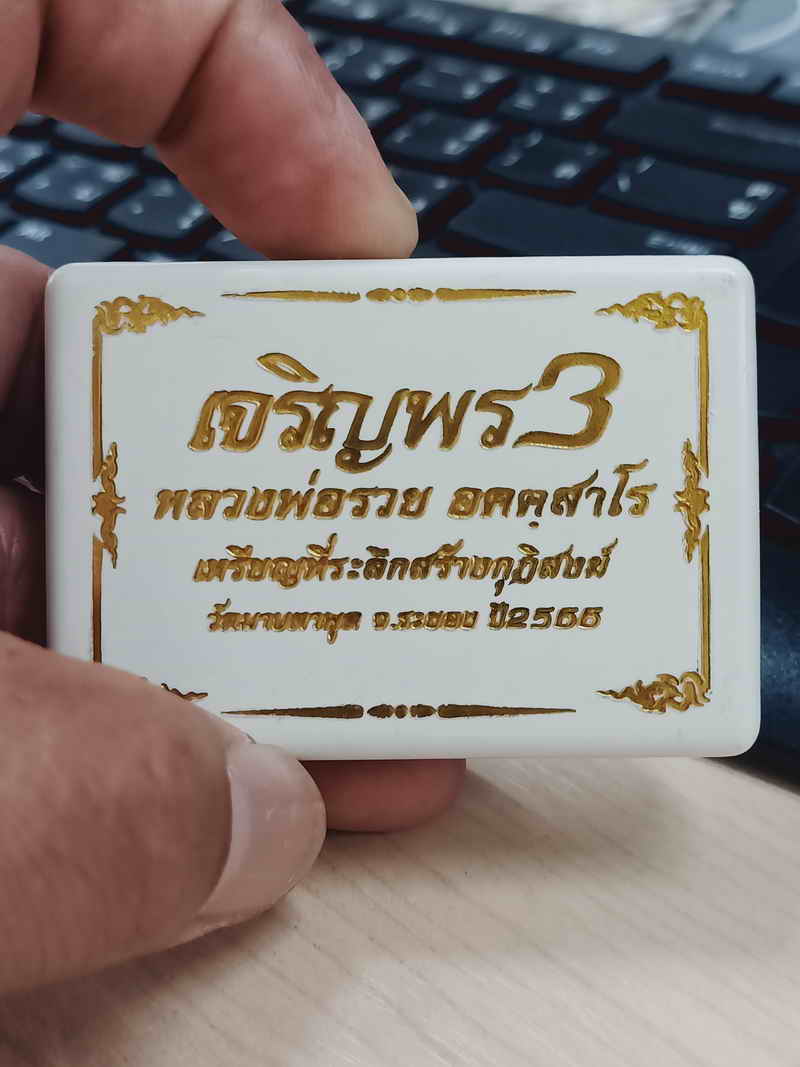 เจริญพร3
หลวงพ่อรวย อคคฺสาโร
เหรียญที่ระลึกสร้างกุฏิสงฆ์
วัดมาบตาพุด จ.ระยอง ปี2566